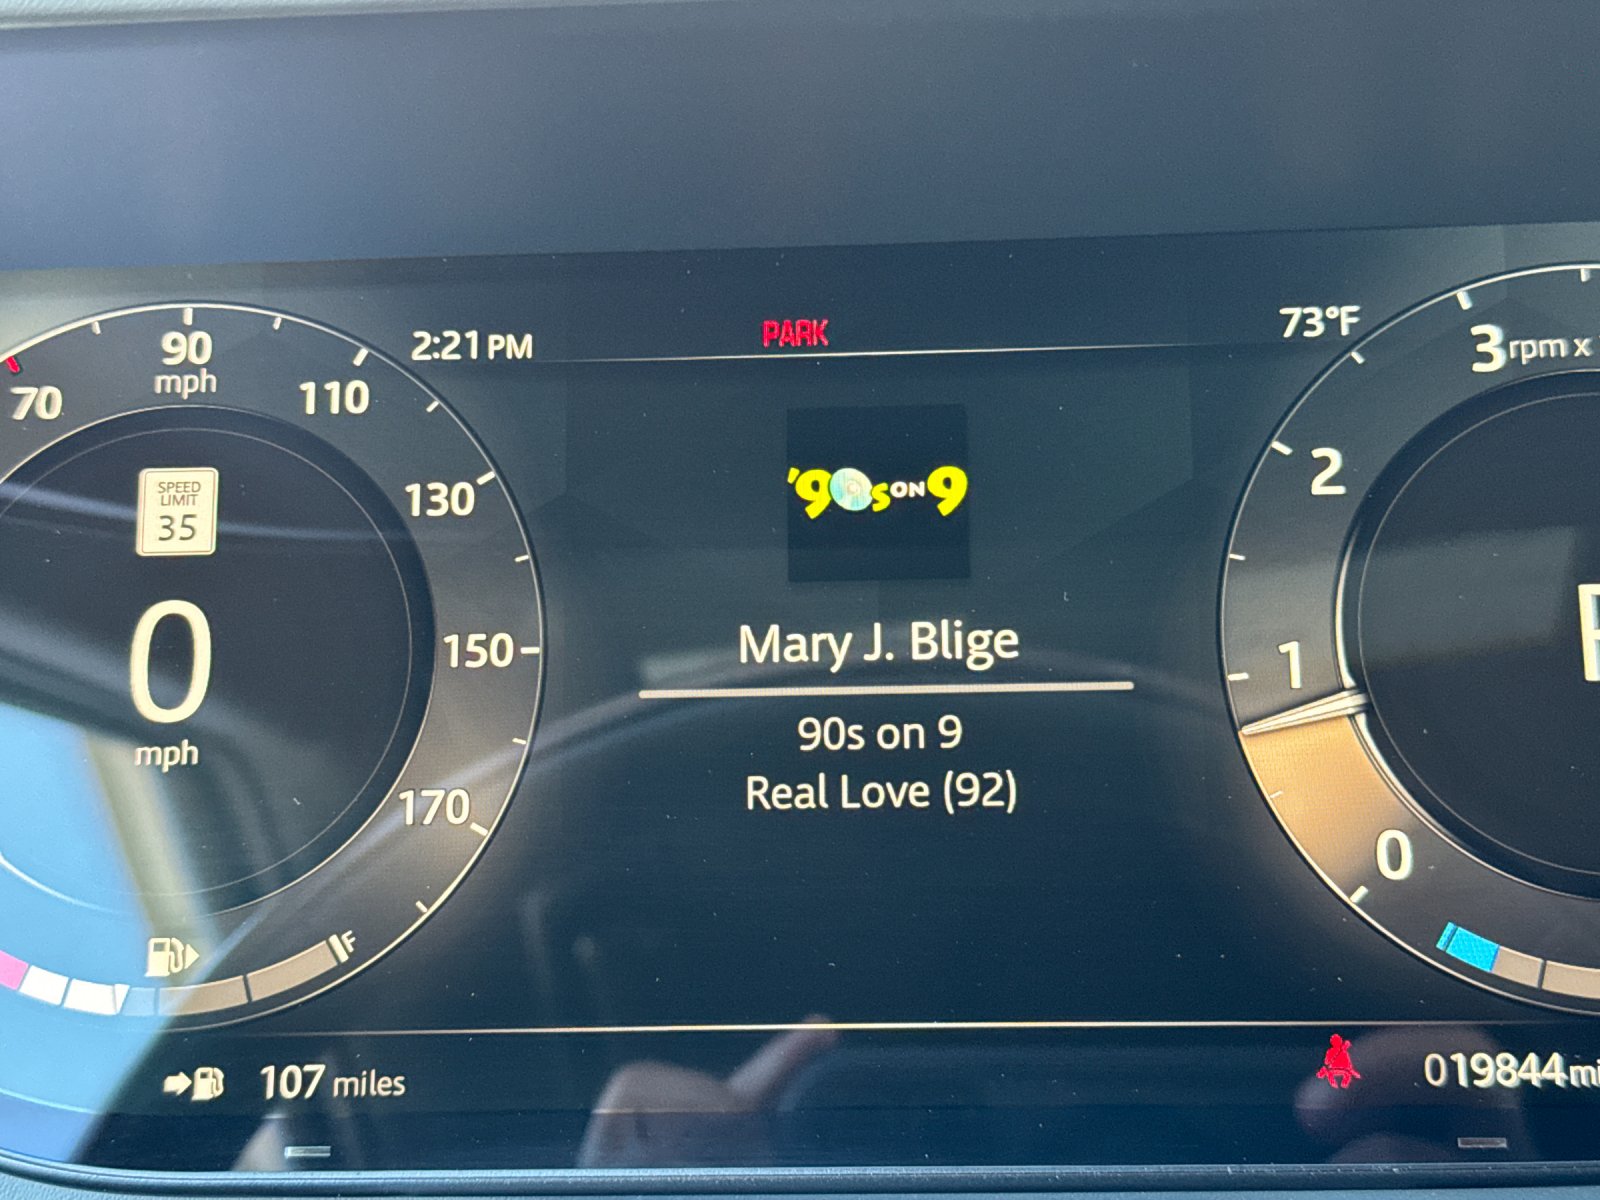 2:21 PM
PARK
73°F
70
90
mph
110
130
150
170
SPEED
LIMIT
35
0
mph
F
'90s ON 9
Mary J. Blige
90s on 9
Real Love (92)
3 rpm x
2
1
0
107 miles
019844 mi